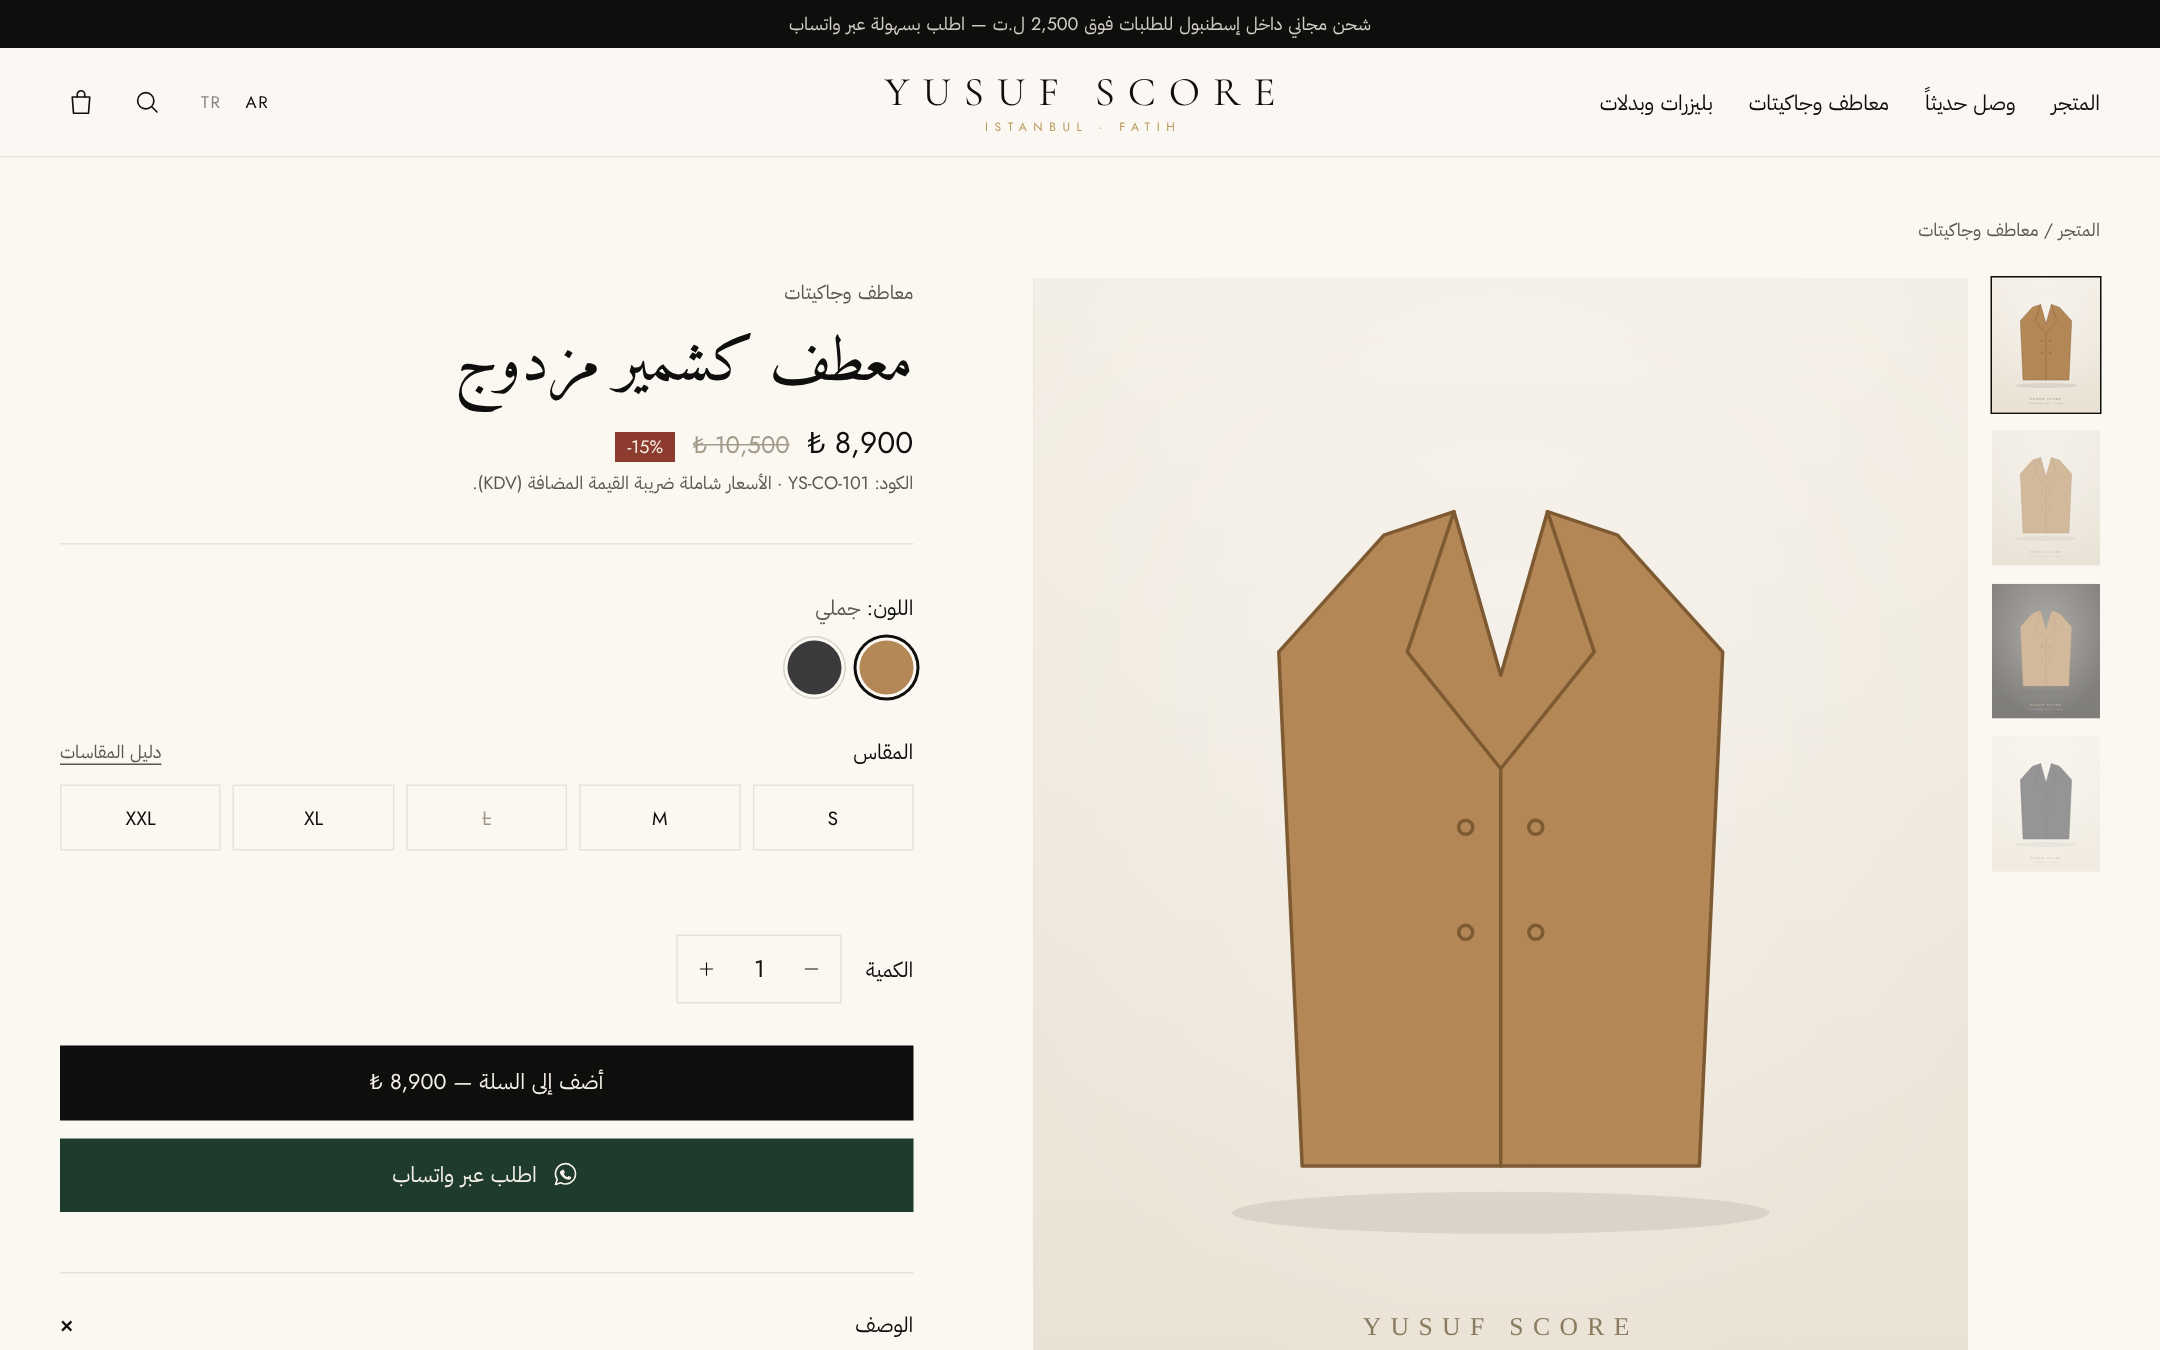 شحن مجاني داخل إسطنبول للطلبات فوق 2,500 ل.ت — اطلب بسهولة عبر واتساب
المتجر
وصل حديثاً
معاطف وجاكيتات
بليزرات وبدلات
YUSUF SCORE
ISTANBUL · FATIH
AR
TR
المتجر / معاطف وجاكيتات
معاطف وجاكيتات
معطف كشمير مزدوج
8,900 ₺ 10,500 ₺ -15%
الكود: YS-CO-101 · الأسعار شاملة ضريبة القيمة المضافة (KDV).
اللون: جملي
المقاس
دليل المقاسات
S
M
L
XL
XXL
الكمية
− 1 +
أضف إلى السلة — 8,900 ₺
اطلب عبر واتساب
الوصف ×
YUSUF SCORE